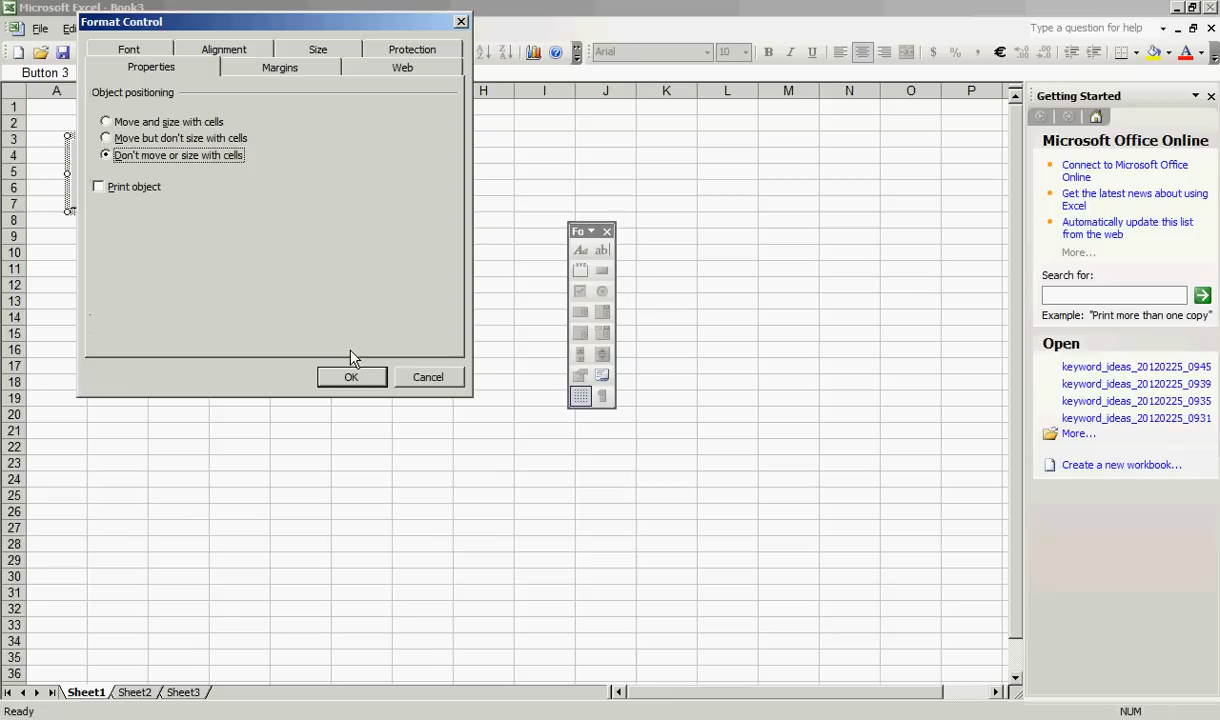 Microsoft Excel - Book3
Format Control
File
Ed
Type a question for help
Font
Alignment
Size
Protection
Arial
10
B
I
U
$
%
€
A
Button 3
Properties
Margins
Web
A
H
I
J
K
L
M
N
O
P
Getting Started
Object positioning
Move and size with cells
Move but don't size with cells
Don't move or size with cells
Print object
OK
Cancel
1
2
3
4
5
6
7
8
9
10
11
12
13
14
15
16
17
18
19
20
21
22
23
24
25
26
27
28
29
30
31
32
33
34
35
36
Fo
Aa
ab|
XYZ
Microsoft Office Online
Connect to Microsoft Office
Online
Get the latest news about using
Excel
Automatically update this list
from the web
More...
Search for:
Example: "Print more than one copy"
Open
keyword_ideas_20120225_0945
keyword_ideas_20120225_0939
keyword_ideas_20120225_0935
keyword_ideas_20120225_0931
More...
Create a new workbook...
Sheet1
Sheet2
Sheet3
Ready
NUM